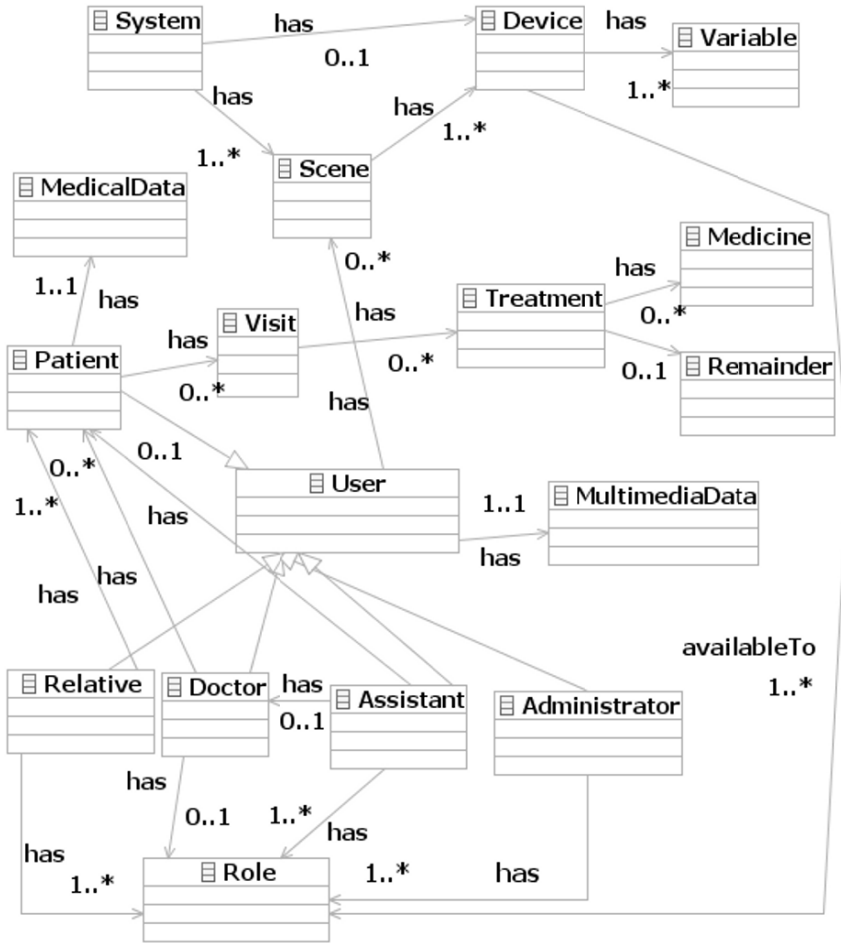 System
has
0..1
Device
has
1..*
Variable
has
1..*
has
1..*
Scene
MedicalData
1..1
has
0..*
has
Medicine
has
0..*
Treatment
Visit
has
0..*
0..*
0..1
Remainder
Patient
has
0..1
0..*
1..*
has
User
1..1
has
MultimediaData
has
has
availableTo
1..*
Relative
Doctor
has
0..1
Assistant
Administrator
has
0..1
1..*
has
has
1..*
Role
1..*
has